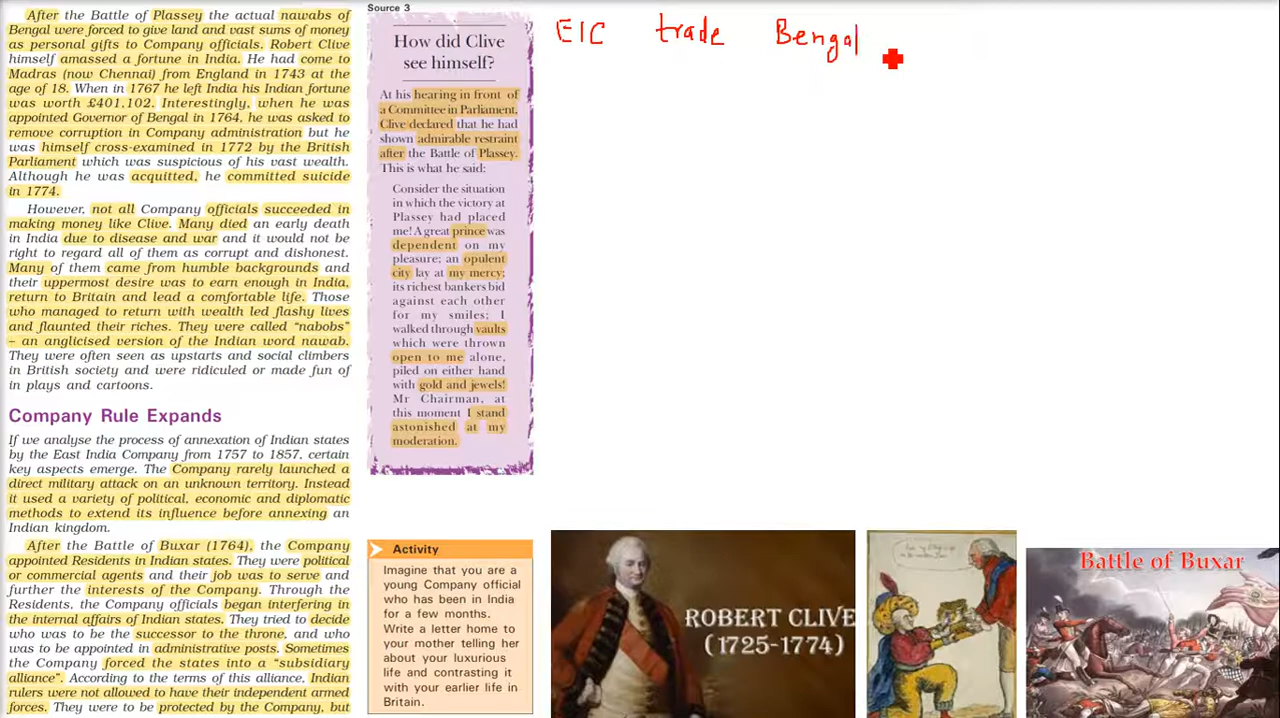 After the Battle of Plassey the actual nawabs of
Bengal were forced to give land and vast sums of money
as personal gifts to Company officials. Robert Clive
himself amassed a fortune in India. He had come to
Madras (now Chennai) from England in 1743 at the
age of 18. When in 1767 he left India his Indian fortune
was worth £401,102. Interestingly, when he was
appointed Governor of Bengal in 1764, he was asked to
remove corruption in Company administration but he
was himself cross-examined in 1772 by the British
Parliament which was suspicious of his vast wealth.
Although he was acquitted, he committed suicide
in 1774.
However, not all Company officials succeeded in
making money like Clive. Many died an early death
in India due to disease and war and it would not be
right to regard all of them as corrupt and dishonest.
Many of them came from humble backgrounds and
their uppermost desire was to earn enough in India,
return to Britain and lead a comfortable life. Those
who managed to return with wealth led flashy lives
and flaunted their riches. They were called “nabobs”
– an anglicised version of the Indian word nawab.
They were often seen as upstarts and social climbers
in British society and were ridiculed or made fun of
in plays and cartoons.
Company Rule Expands
If we analyse the process of annexation of Indian states
by the East India Company from 1757 to 1857, certain
key aspects emerge. The Company rarely launched a
direct military attack on an unknown territory. Instead
it used a variety of political, economic and diplomatic
methods to extend its influence before annexing an
Indian kingdom.
After the Battle of Buxar (1764), the Company
appointed Residents in Indian states. They were political
or commercial agents and their job was to serve and
further the interests of the Company. Through the
Residents, the Company officials began interfering in
the internal affairs of Indian states. They tried to decide
who was to be the successor to the throne, and who
was to be appointed in administrative posts. Sometimes
the Company forced the states into a “subsidiary
alliance”. According to the terms of this alliance, Indian
rulers were not allowed to have their independent armed
forces. They were to be protected by the Company, but
Source 3
How did Clive
see himself?
At his hearing in front of
a Committee in Parliament,
Clive declared that he had
shown admirable restraint
after the Battle of Plassey.
This is what he said:
Consider the situation
in which the victory at
Plassey had placed
me! A great prince was
dependent on my
pleasure; an opulent
city lay at my mercy;
its richest bankers bid
against each other
for my smiles; I
walked through vaults
which were thrown
open to me alone,
piled on either hand
with gold and jewels!
Mr Chairman, at
this moment I stand
astonished at my
moderation.
Activity
Imagine that you are a
young Company official
who has been in India
for a few months.
Write a letter home to
your mother telling her
about your luxurious
life and contrasting it
with your earlier life in
Britain.
EIC trade Bengal
ROBERT CLIVE
(1725-1774)
Battle of Buxar